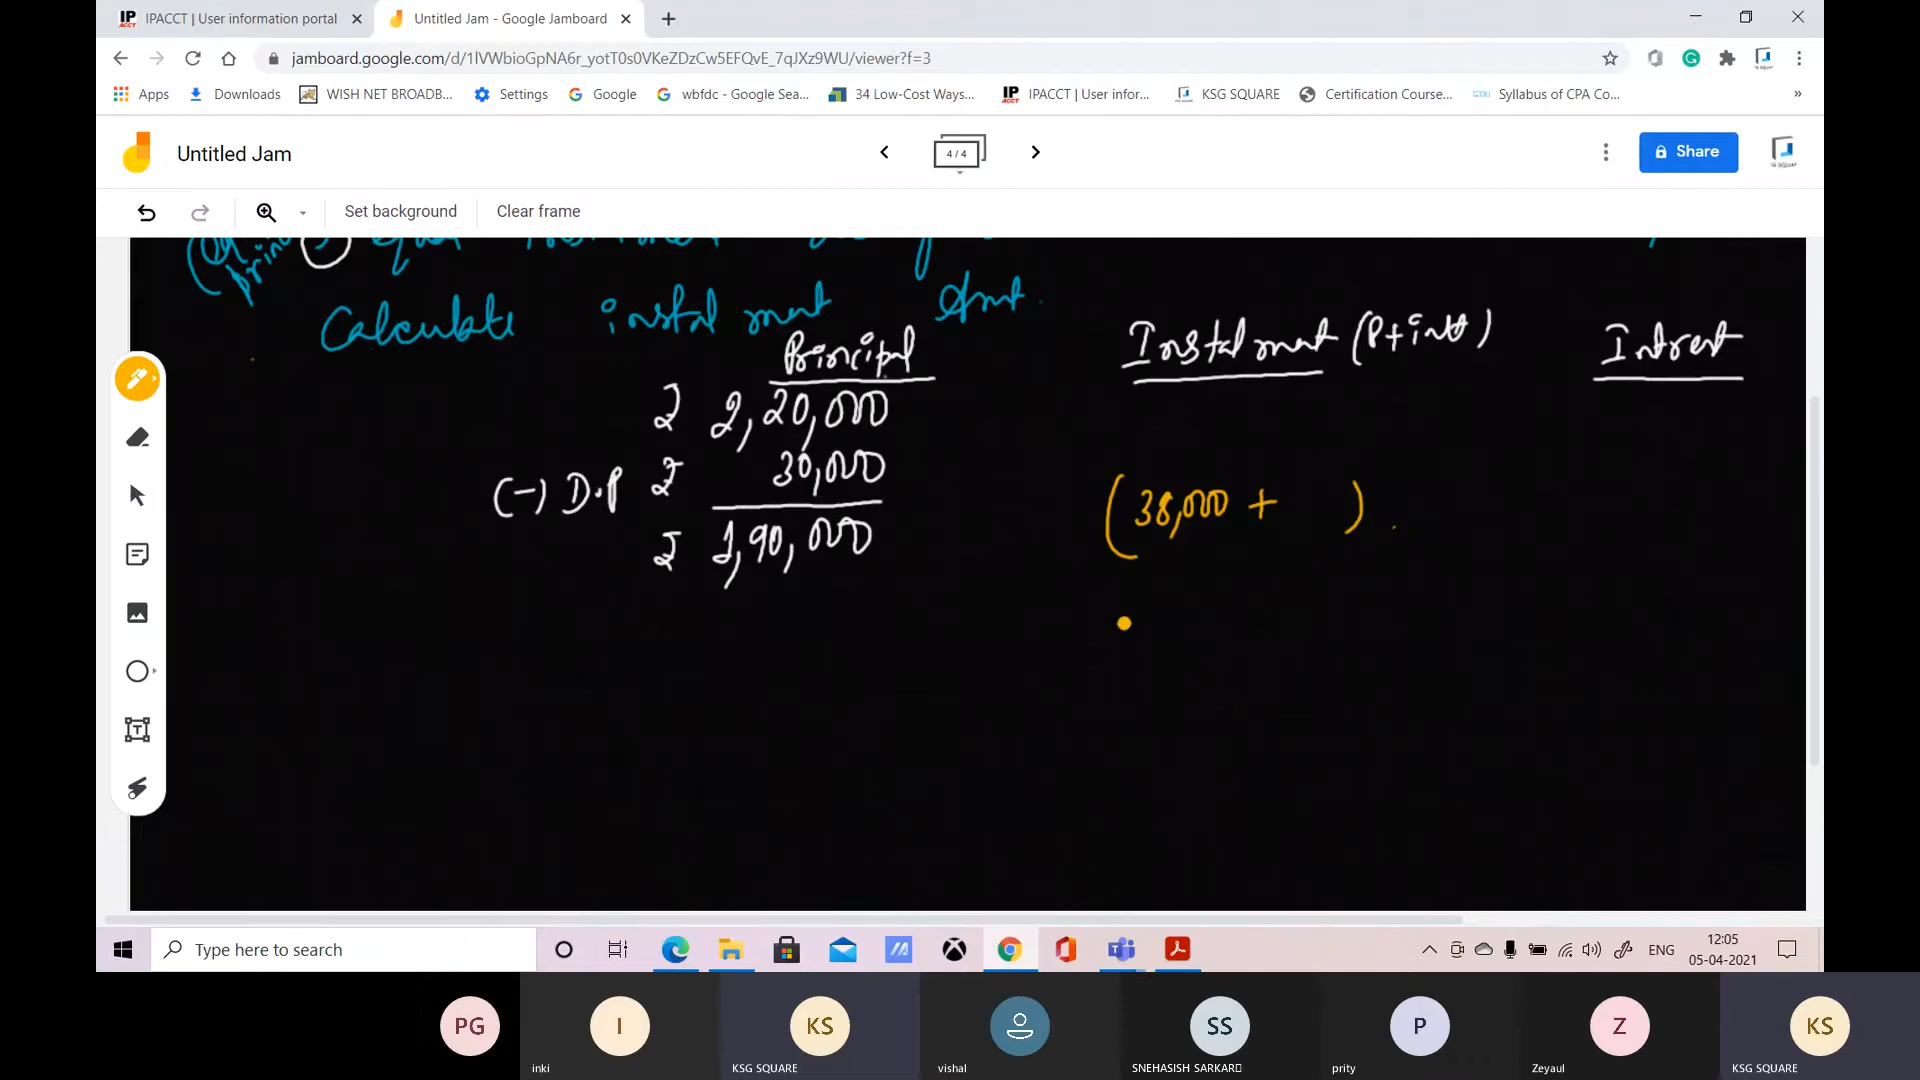 IPACCT | User information portal
Untitled Jam - Google Jamboard
jamboard.google.com/d/1lVWbioGpNA6r_yotT0s0VKeZDzCw5EFQvE_7qJXz9WU/viewer?f=3
Apps Downloads WISH NET BROADB... Settings Google wbfdc - Google Sea... 34 Low-Cost Ways... IPACCT | User infor... KSG SQUARE Certification Course... Syllabus of CPA Co... »
Untitled Jam 4 / 4 Share
Set background Clear frame
Calculate instalment Amt.
Principal Instalment (P+int) Intrest
2,20,000
(-) D.P 30,000 (38,000 + ).
1,90,000
Type here to search ENG 12:05
05-04-2021
PG I KS SS P Z KS
inki KSG SQUARE vishal SNEHASISH SARKAR prity Zeyaul KSG SQUARE